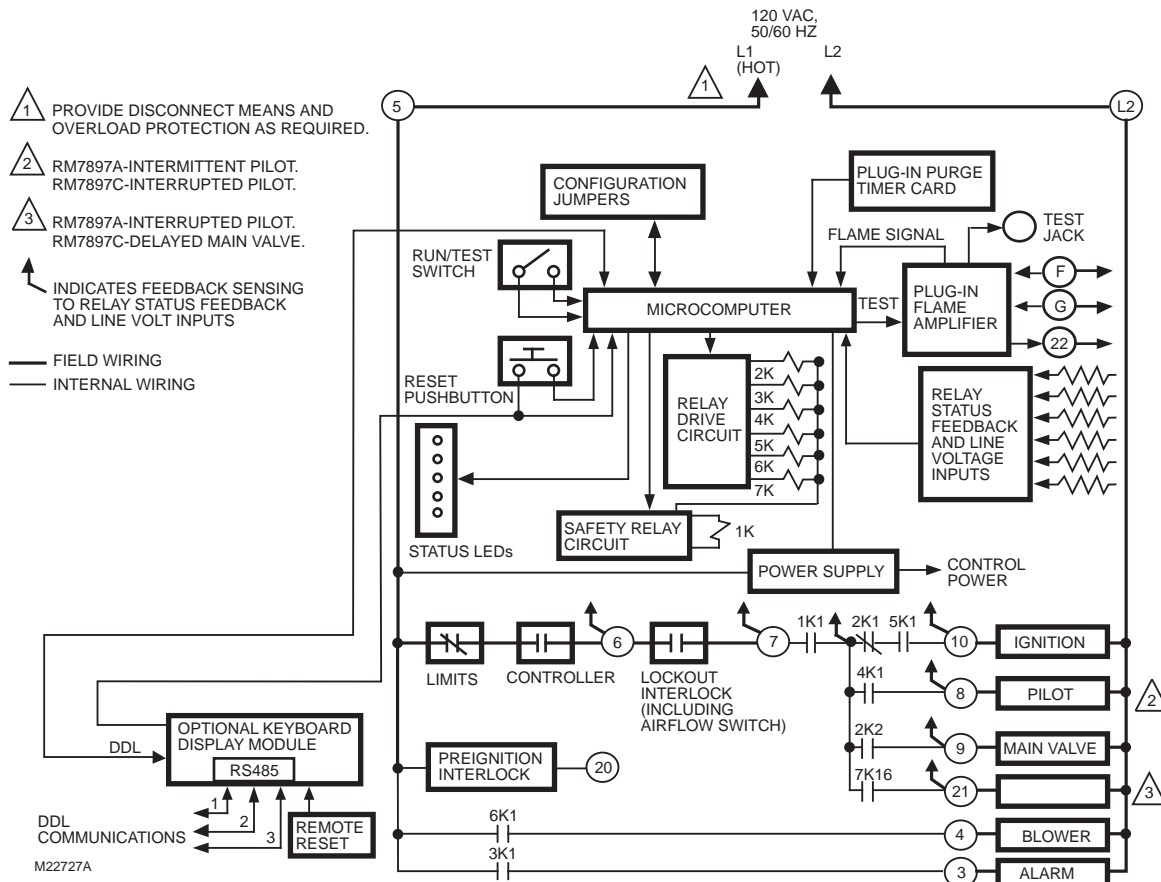 120 VAC,
50/60 HZ
L1
(HOT)
L2
1
5
L2
1 PROVIDE DISCONNECT MEANS AND
OVERLOAD PROTECTION AS REQUIRED.
2 RM7897A-INTERMITTENT PILOT.
RM7897C-INTERRUPTED PILOT.
3 RM7897A-INTERRUPTED PILOT.
RM7897C-DELAYED MAIN VALVE.
INDICATES FEEDBACK SENSING
TO RELAY STATUS FEEDBACK
AND LINE VOLT INPUTS
FIELD WIRING
INTERNAL WIRING
CONFIGURATION
JUMPERS
PLUG-IN PURGE
TIMER CARD
RUN/TEST
SWITCH
FLAME SIGNAL
TEST
JACK
MICROCOMPUTER
TEST
PLUG-IN
FLAME
AMPLIFIER
F
G
22
RESET
PUSHBUTTON
RELAY
DRIVE
CIRCUIT
2K
3K
4K
5K
6K
7K
RELAY
STATUS
FEEDBACK
AND LINE
VOLTAGE
INPUTS
STATUS LEDs
SAFETY RELAY
CIRCUIT
1K
POWER SUPPLY
CONTROL
POWER
LIMITS
CONTROLLER
6
LOCKOUT
INTERLOCK
(INCLUDING
AIRFLOW SWITCH)
7
1K1
2K1
5K1
10
IGNITION
4K1
8
PILOT
2
2K2
9
MAIN VALVE
7K16
21
3
PREIGNITION
INTERLOCK
20
6K1
4
BLOWER
3K1
3
ALARM
OPTIONAL KEYBOARD
DISPLAY MODULE
DDL
RS485
1
2
3
DDL
COMMUNICATIONS
REMOTE
RESET
M22727A